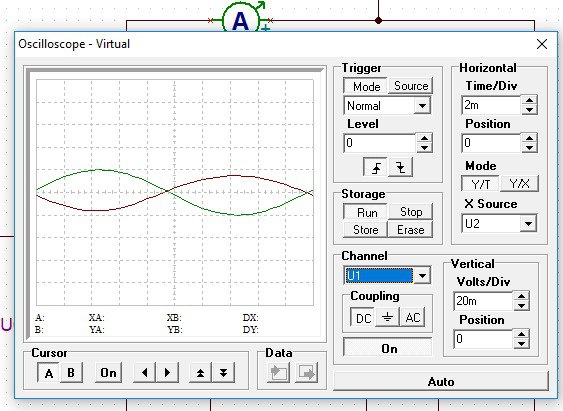 A
+
Oscilloscope - Virtual
Trigger
Mode Source
Normal
Level
0
Storage
Run Stop
Store Erase
Horizontal
Time/Div
2m
Position
0
Mode
Y/T Y/X
X Source
U2
Channel
U1
Coupling
DC AC
On
Vertical
Volts/Div
20m
Position
0
Auto
A: XA: XB: DX:
B: YA: YB: DY:
Cursor
A B On
Data
U